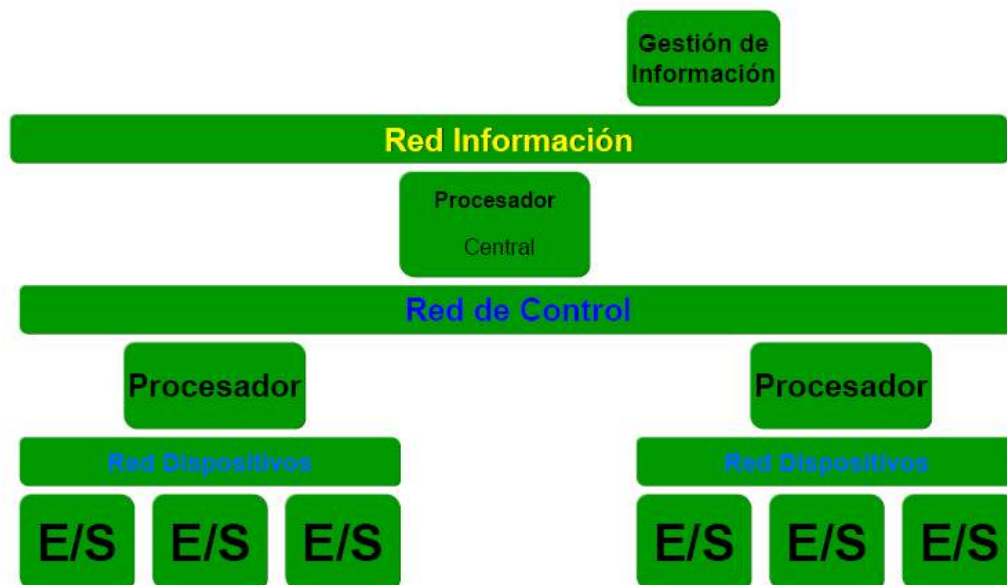 Gestión de
Información
Red Información
Procesador
Central
Red de Control
Procesador
Procesador
Red Dispositivos
Red Dispositivos
E/S
E/S
E/S
E/S
E/S
E/S